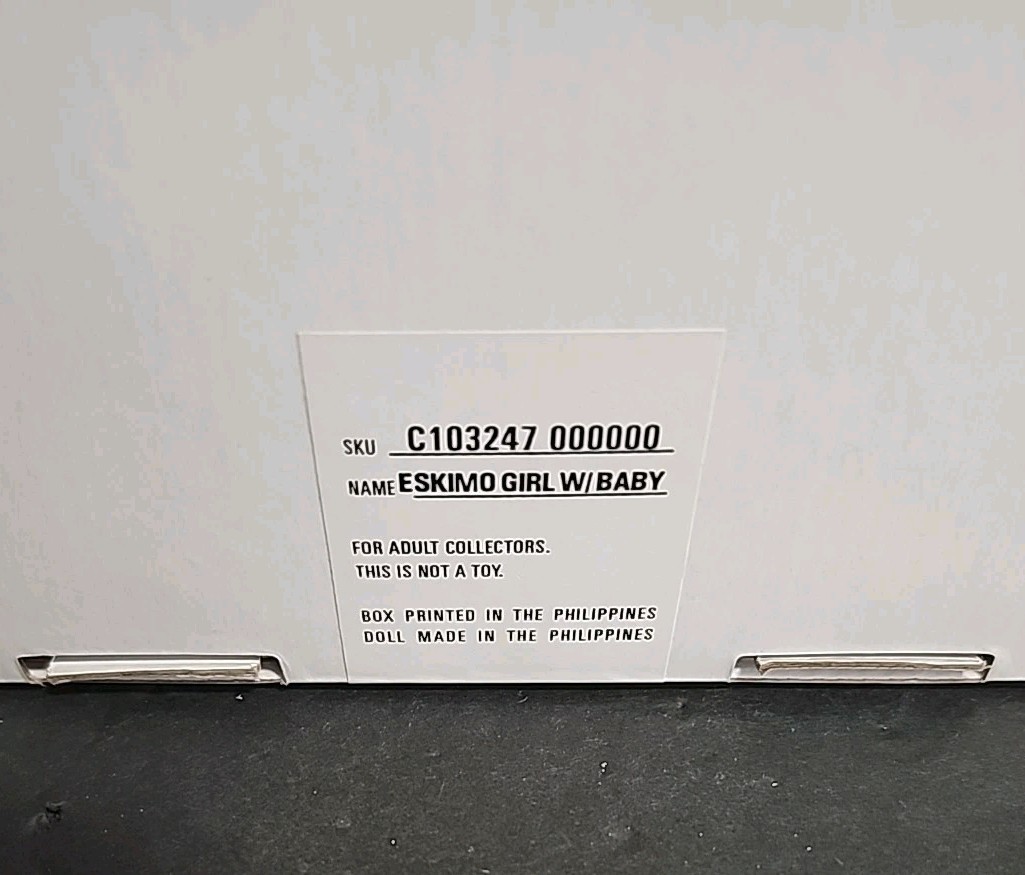 SKU C103247 000000
NAME ESKIMO GIRL W/BABY
FOR ADULT COLLECTORS.
THIS IS NOT A TOY.
BOX PRINTED IN THE PHILIPPINES
DOLL MADE IN THE PHILIPPINES